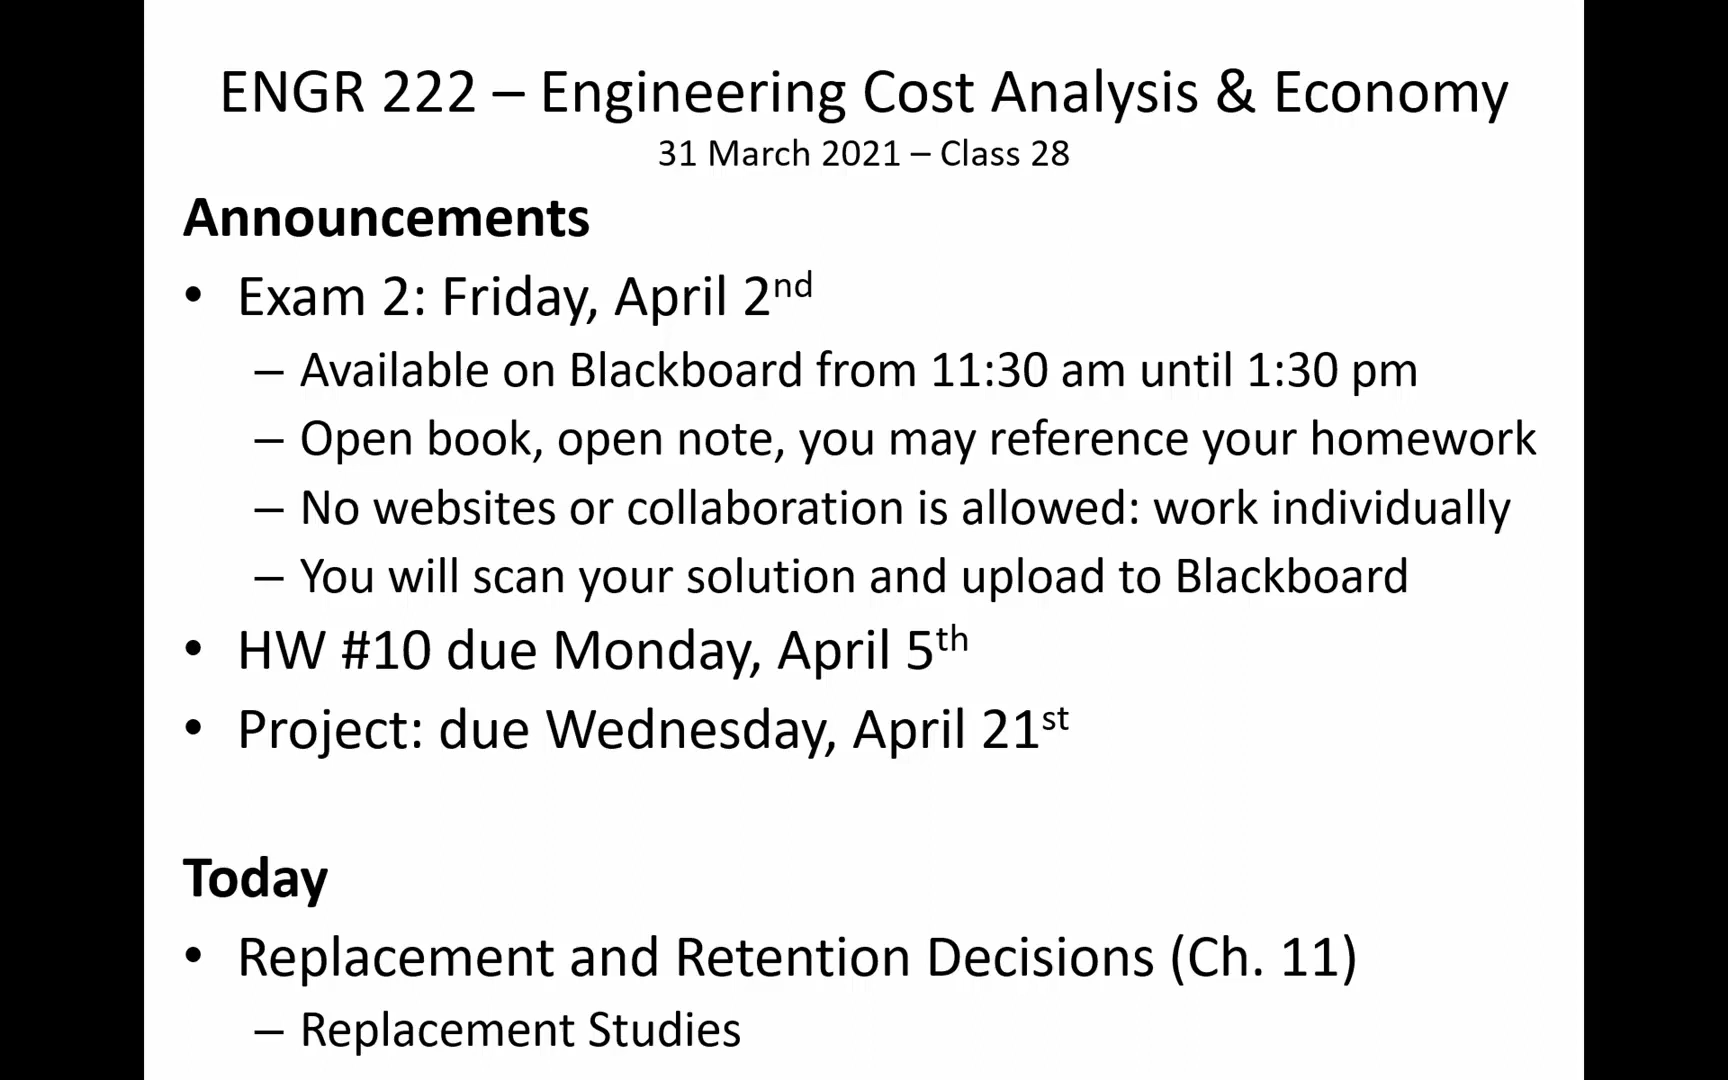 ENGR 222 – Engineering Cost Analysis & Economy
31 March 2021 – Class 28
Announcements
• Exam 2: Friday, April 2nd
– Available on Blackboard from 11:30 am until 1:30 pm
– Open book, open note, you may reference your homework
– No websites or collaboration is allowed: work individually
– You will scan your solution and upload to Blackboard
• HW #10 due Monday, April 5th
• Project: due Wednesday, April 21st
Today
• Replacement and Retention Decisions (Ch. 11)
– Replacement Studies